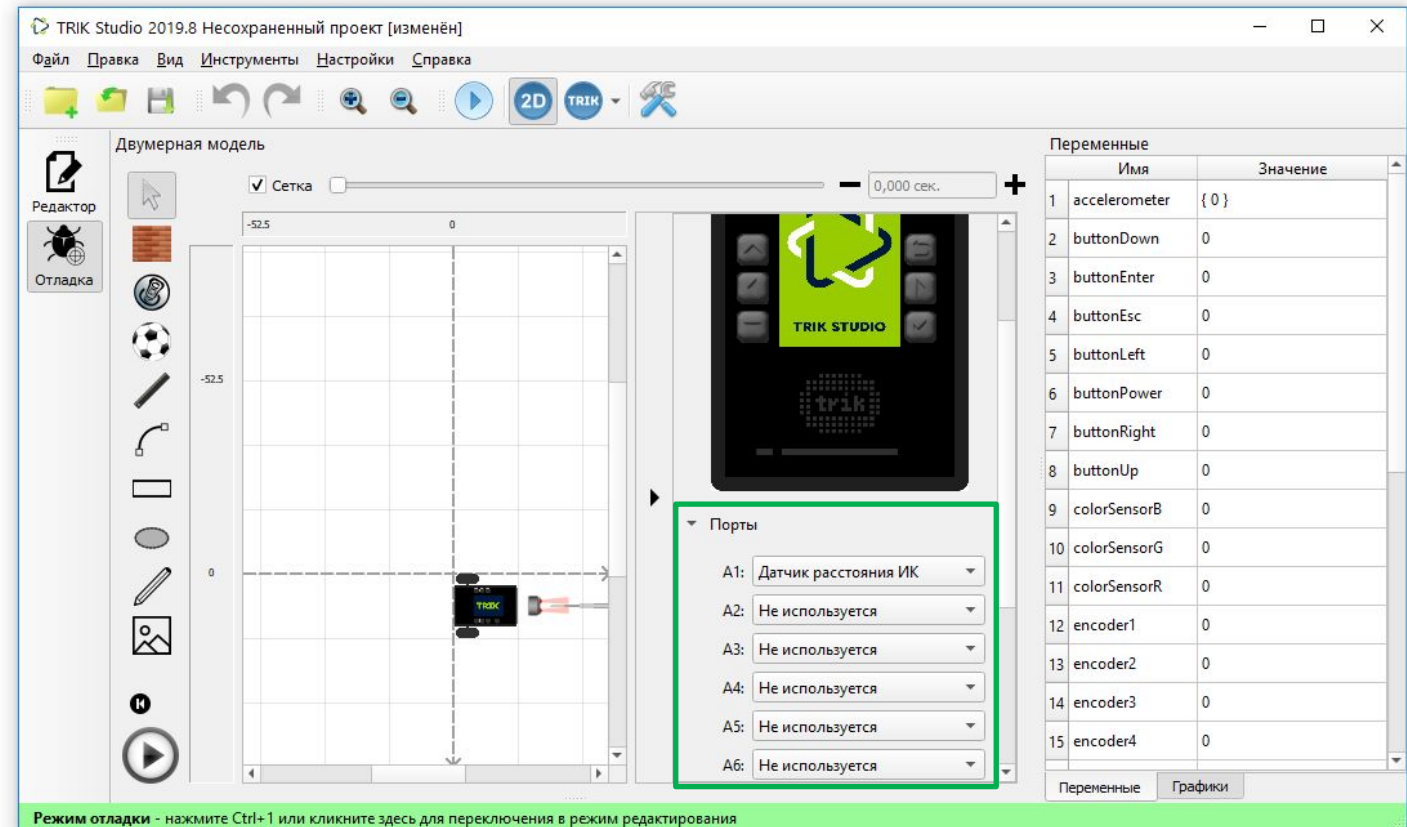 TRIK Studio 2019.8 Несохраненный проект [изменён]
Файл Правка Вид Инструменты Настройки Справка
2D TRIK
Редактор
Отладка
Двумерная модель
Сетка
0,000 сек.
-52.5 0
-52.5
0
TRIK
TRIK STUDIO
trik
Порты
A1: Датчик расстояния ИК
A2: Не используется
A3: Не используется
A4: Не используется
A5: Не используется
A6: Не используется
Переменные
Имя Значение
1 accelerometer { 0 }
2 buttonDown 0
3 buttonEnter 0
4 buttonEsc 0
5 buttonLeft 0
6 buttonPower 0
7 buttonRight 0
8 buttonUp 0
9 colorSensorB 0
10 colorSensorG 0
11 colorSensorR 0
12 encoder1 0
13 encoder2 0
14 encoder3 0
15 encoder4 0
Переменные Графики
Режим отладки - нажмите Ctrl+1 или кликните здесь для переключения в режим редактирования